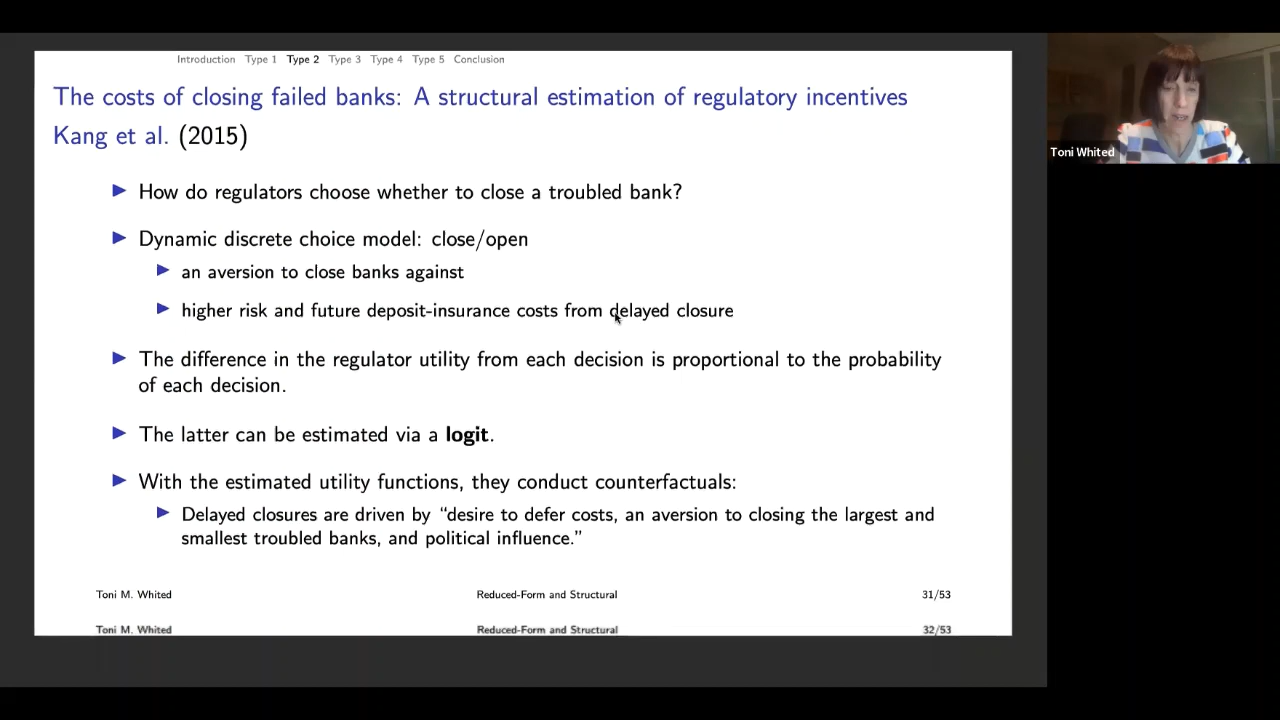 Introduction Type 1 Type 2 Type 3 Type 4 Type 5 Conclusion
The costs of closing failed banks: A structural estimation of regulatory incentives
Kang et al. (2015)
How do regulators choose whether to close a troubled bank?
Dynamic discrete choice model: close/open
an aversion to close banks against
higher risk and future deposit-insurance costs from delayed closure
The difference in the regulator utility from each decision is proportional to the probability
of each decision.
The latter can be estimated via a logit.
With the estimated utility functions, they conduct counterfactuals:
Delayed closures are driven by “desire to defer costs, an aversion to closing the largest and
smallest troubled banks, and political influence.”
Toni M. Whited Reduced-Form and Structural 31/53
Toni M. Whited Reduced-Form and Structural 32/53
Toni Whited